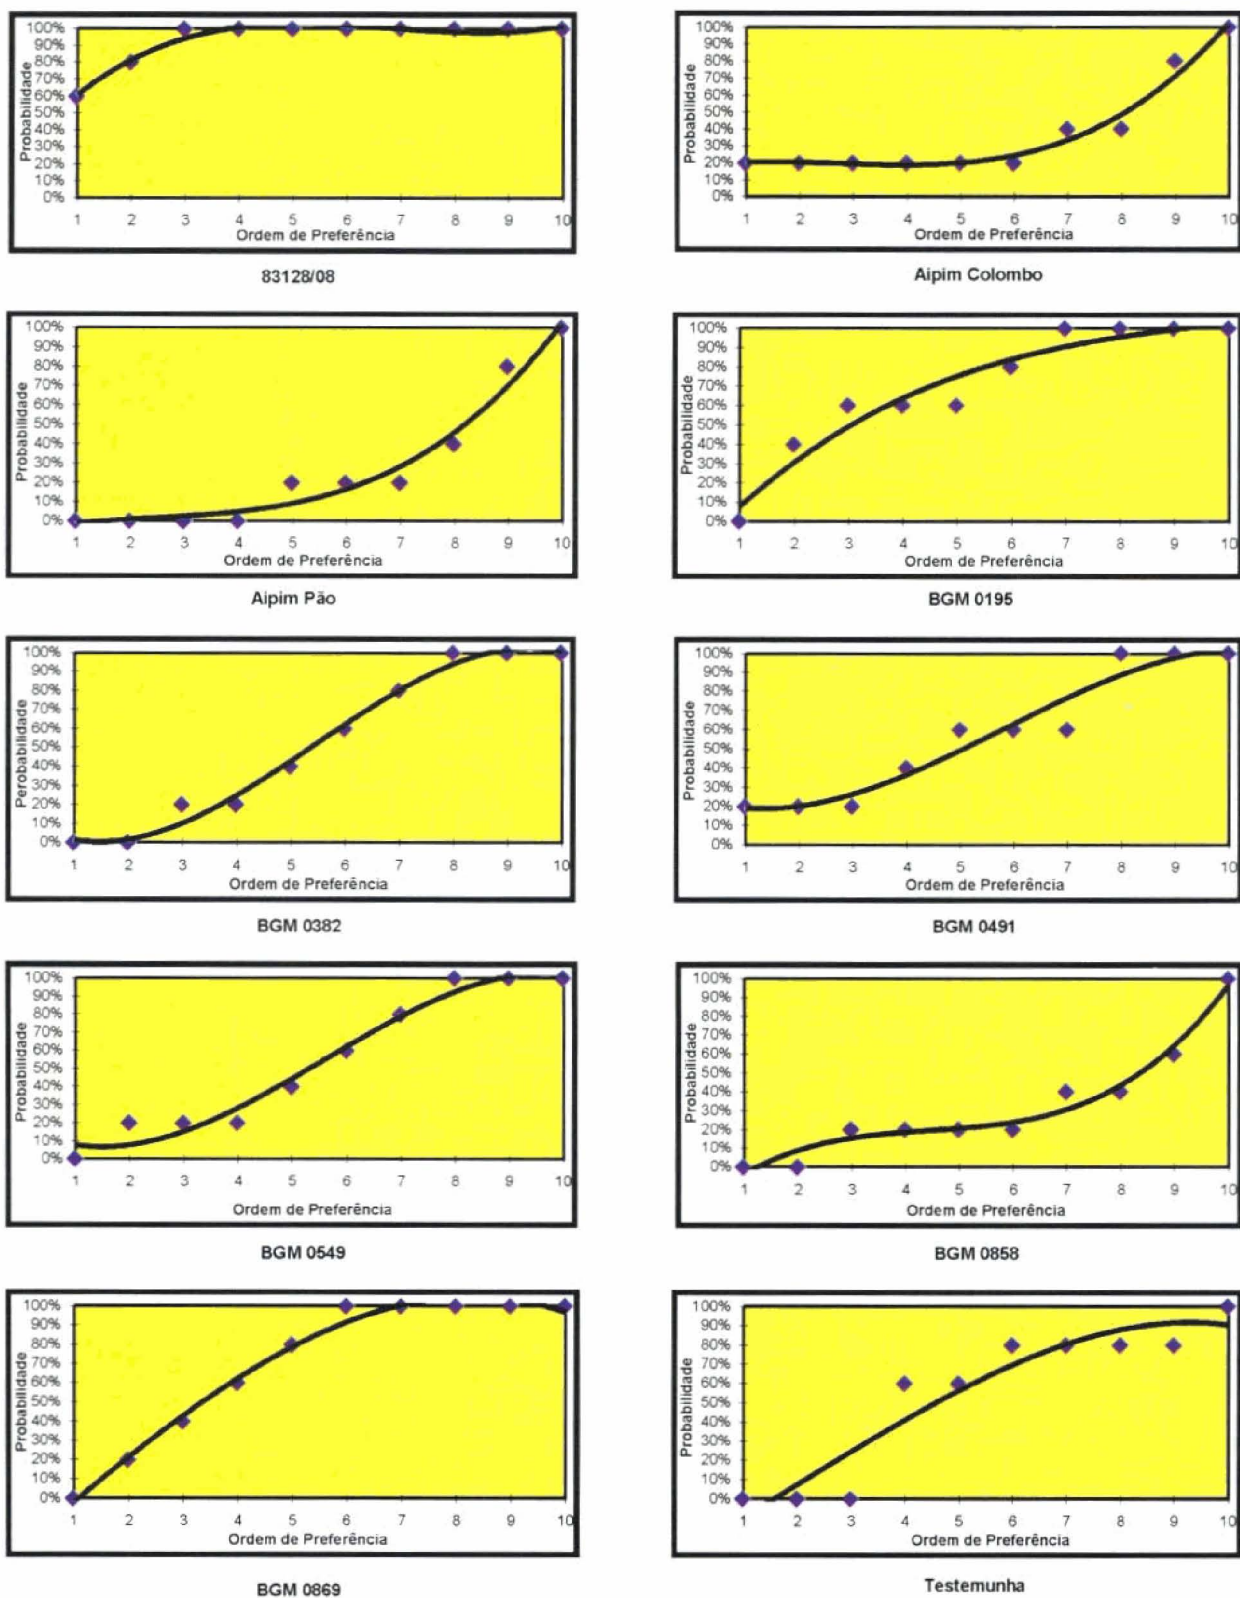 100%
90%
80%
70%
60%
50%
40%
30%
20%
10%
0%
Probabilidade
1 2 3 4 5 6 7 8 9 10
Ordem de Preferência
83128/08
100%
90%
80%
70%
60%
50%
40%
30%
20%
10%
0%
Probabilidade
1 2 3 4 5 6 7 8 9 10
Ordem de Preferência
Aipim Colombo
100%
90%
80%
70%
60%
50%
40%
30%
20%
10%
0%
Probabilidade
1 2 3 4 5 6 7 8 9 10
Ordem de Preferência
Aipim Pão
100%
90%
80%
70%
60%
50%
40%
30%
20%
10%
0%
Probabilidade
1 2 3 4 5 6 7 8 9 10
Ordem de Preferência
BGM 0195
100%
90%
80%
70%
60%
50%
40%
30%
20%
10%
0%
Perobabilidade
1 2 3 4 5 6 7 8 9 10
Ordem de Preferência
BGM 0382
100%
90%
80%
70%
60%
50%
40%
30%
20%
10%
0%
Probabilidade
1 2 3 4 5 6 7 8 9 10
Ordem de Preferência
BGM 0491
100%
90%
80%
70%
60%
50%
40%
30%
20%
10%
0%
Probabilidade
1 2 3 4 5 6 7 8 9 10
Ordem de Preferência
BGM 0549
100%
90%
80%
70%
60%
50%
40%
30%
20%
10%
0%
Probabilidade
1 2 3 4 5 6 7 8 9 10
Ordem de Preferência
BGM 0858
100%
90%
80%
70%
60%
50%
40%
30%
20%
10%
0%
Probabilidade
1 2 3 4 5 6 7 8 9 10
Ordem de Preferência
BGM 0869
100%
90%
80%
70%
60%
50%
40%
30%
20%
10%
0%
Probabilidade
1 2 3 4 5 6 7 8 9 10
Ordem de Preferência
Testemunha